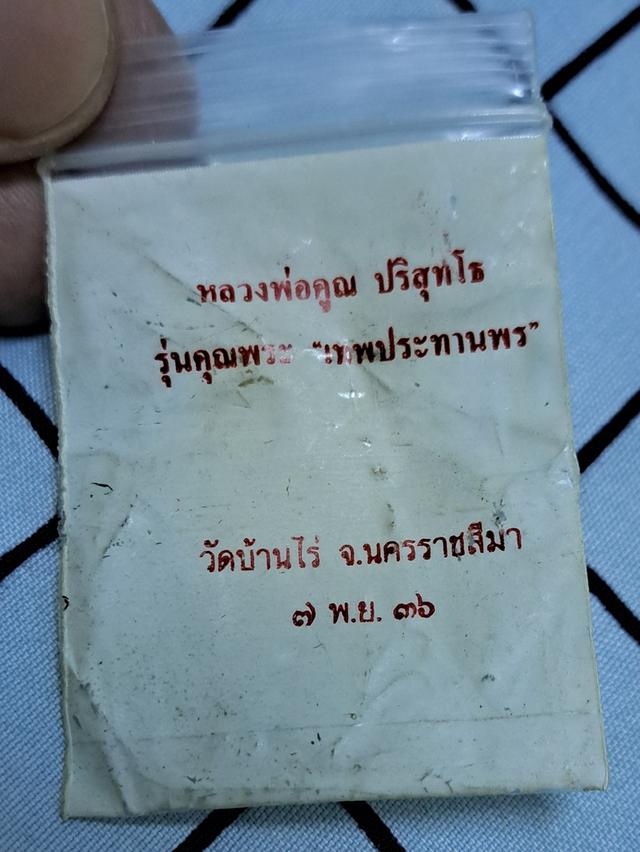 หลวงพ่อคูณ ปริสุทโธ
รุ่นคุณพระ "เทพประทานพร"
วัดบ้านไร่ จ.นครราชสีมา
๗ พ.ย. ๓๖